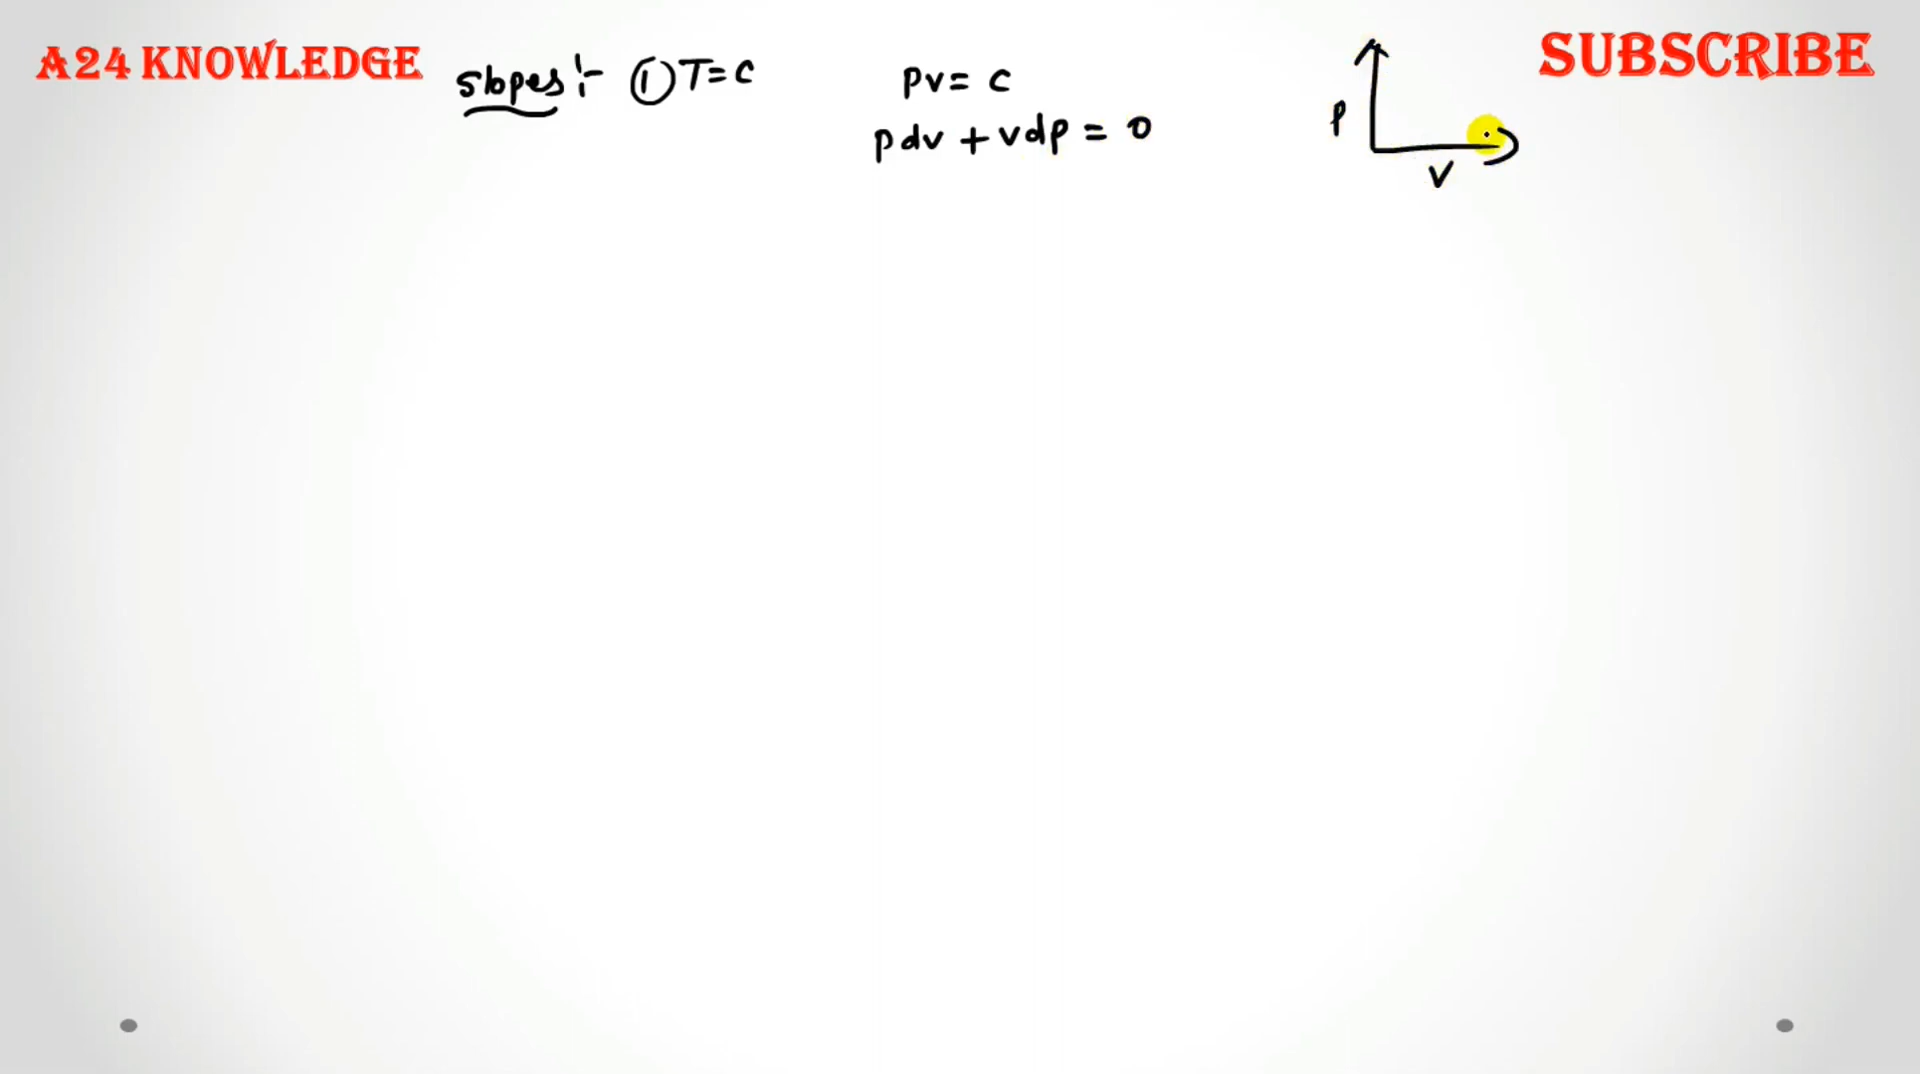 A24 KNOWLEDGE
SUBSCRIBE
slopes :- ① T = c
pv = c
pdv + vdp = 0
P
V